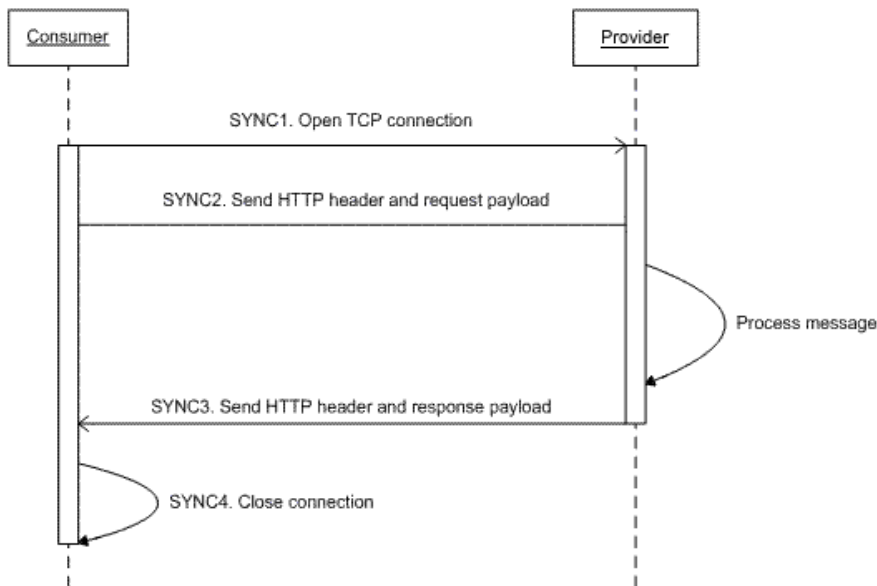 Consumer
Provider
SYNC1. Open TCP connection
SYNC2. Send HTTP header and request payload
Process message
SYNC3. Send HTTP header and response payload
SYNC4. Close connection